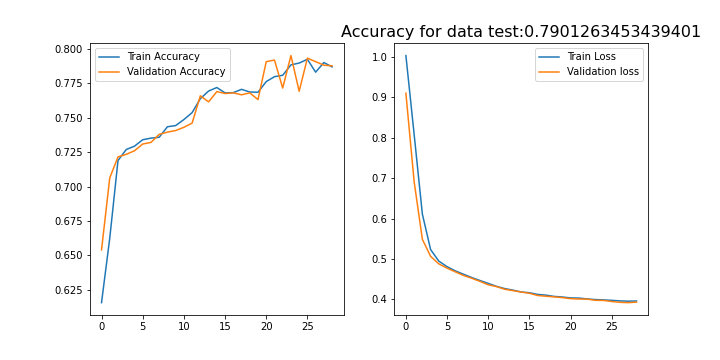 Accuracy for data test:0.7901263453439401
Train Accuracy
Validation Accuracy
0.800
0.775
0.750
0.725
0.700
0.675
0.650
0.625
0 5 10 15 20 25
Train Loss
Validation loss
1.0
0.9
0.8
0.7
0.6
0.5
0.4
0 5 10 15 20 25